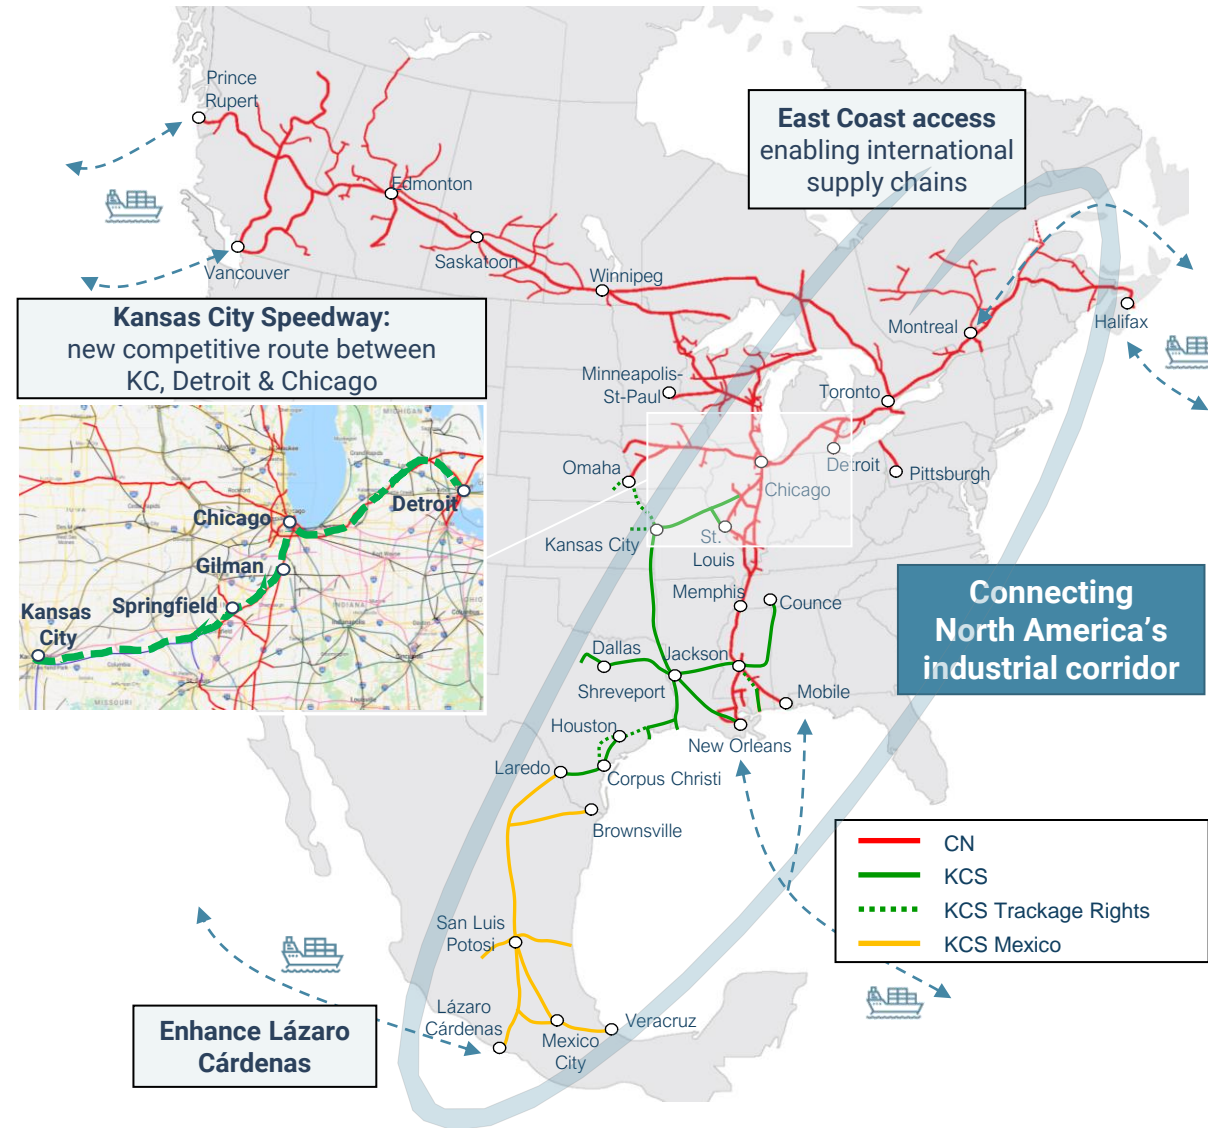 Prince
Rupert
Edmonton
Saskatoon
Vancouver
Winnipeg
East Coast access
enabling international
supply chains
Montreal
Halifax
Kansas City Speedway:
new competitive route between
KC, Detroit & Chicago
Minneapolis-
St-Paul
Toronto
Omaha
Detroit
Pittsburgh
Chicago
Kansas City
St.
Louis
Memphis
Counce
Dallas
Jackson
Shreveport
Mobile
Houston
New Orleans
Laredo
Corpus Christi
Brownsville
MICHIGAN
Chicago
Detroit
Gilman
Springfield
Kansas
City
INDIANA
MISSOURI
Connecting
North America's
industrial corridor
CN
KCS
KCS Trackage Rights
KCS Mexico
San Luis
Potosi
Lázaro
Cárdenas
Mexico
City
Veracruz
Enhance Lázaro
Cárdenas